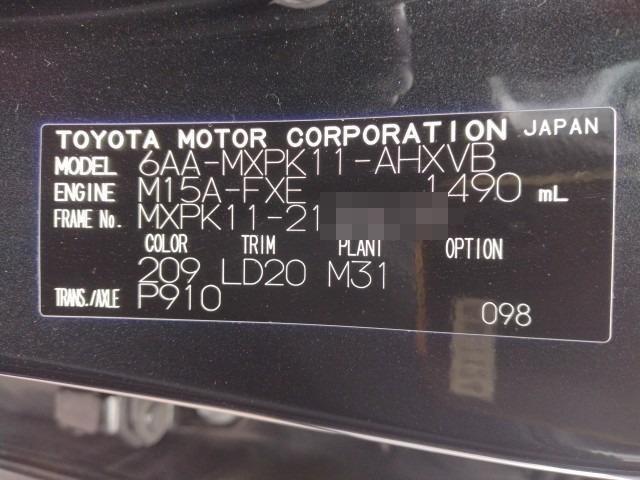 TOYOTA MOTOR CORPORATION JAPAN
MODEL 6AA-MXPK11-AHXVB
ENGINE M15A-FXE 1490 mL
FRAME No. MXPK11-21
COLOR TRIM PLANT OPTION
209 LD20 M31
TRANS./AXLE P910
098